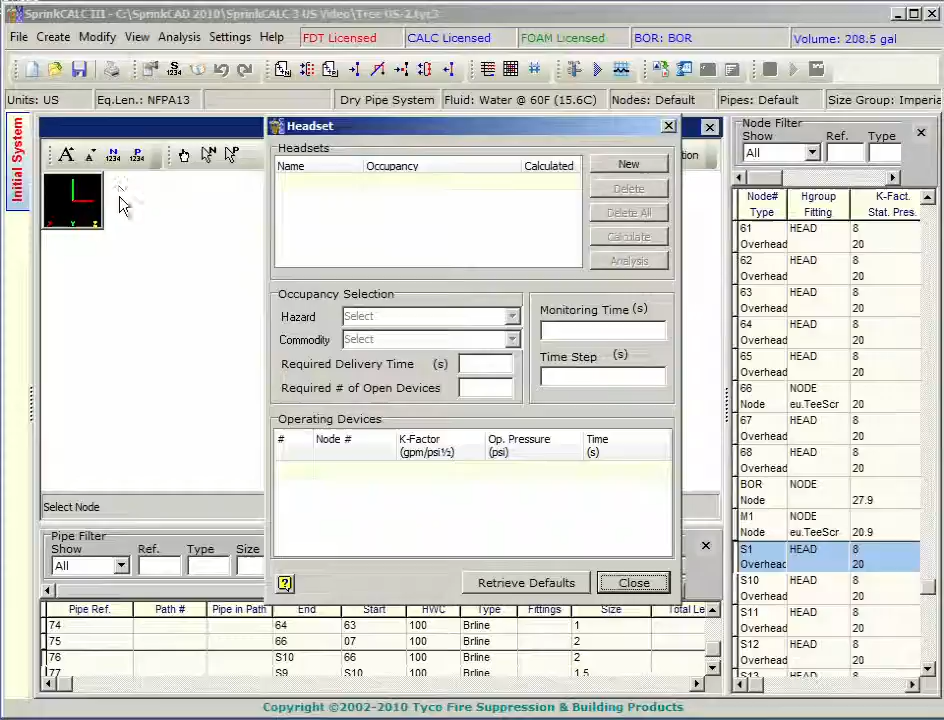 SprinkCALC III - C:\SprinkCAD 2010\SprinkCALC 3 US Video\Tree US-2.tyc3
File Create Modify View Analysis Settings Help FDT Licensed CALC Licensed FOAM Licensed BOR: BOR Volume: 208.5 gal
Units: US Eq.Len.: NFPA13 Dry Pipe System Fluid: Water @ 60F (15.6C) Nodes: Default Pipes: Default Size Group: Imperia
Initial System
Headset
Headsets
Name Occupancy Calculated
New
Delete
Delete All
Calculate
Analysis
Occupancy Selection
Hazard Select
Commodity Select
Required Delivery Time (s)
Required # of Open Devices
Monitoring Time (s)
Time Step (s)
Operating Devices
# Node # K-Factor Op. Pressure Time
(gpm/psi½) (psi) (s)
Retrieve Defaults Close
tion
Select Node
Node Filter
Show Ref. Type
All
Node# Hgroup K-Fact.
Type Fitting Stat. Pres.
61 HEAD 8
Overhead 20
62 HEAD 8
Overhead 20
63 HEAD 8
Overhead 20
64 HEAD 8
Overhead 20
65 HEAD 8
Overhead 20
66 NODE
Node eu.TeeScr 20
67 HEAD 8
Overhead 20
68 HEAD 8
Overhead 20
BOR NODE
Node 27.9
M1 NODE
Node eu.TeeScr 20.9
S1 HEAD 8
Overhead 20
S10 HEAD 8
Overhead 20
S11 HEAD 8
Overhead 20
S12 HEAD 8
Overhead 20
S13 HEAD 8
Pipe Filter
Show Ref. Type Size
All
Pipe Ref. Path # Pipe in Path End Start HWC Type Fittings Size Total Le
74 64 63 100 Brline 1
75 66 07 100 Brline 2
76 S10 66 100 Brline 2
77 S9 S10 100 Brline 1.5
Copyright ©2002-2010 Tyco Fire Suppression & Building Products